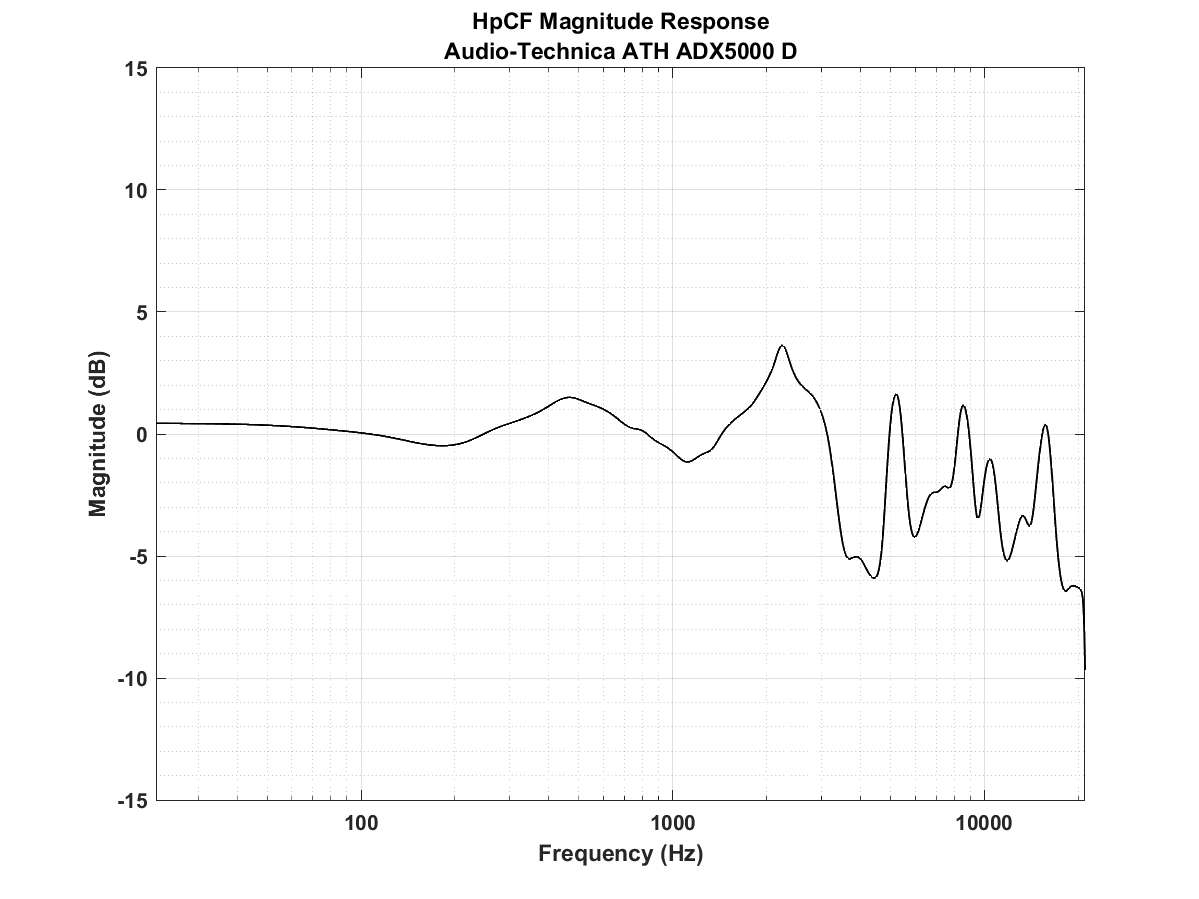 HpCF Magnitude Response
Audio-Technica ATH ADX5000 D
15
10
5
0
-5
-10
-15
Magnitude (dB)
100
1000
10000
Frequency (Hz)